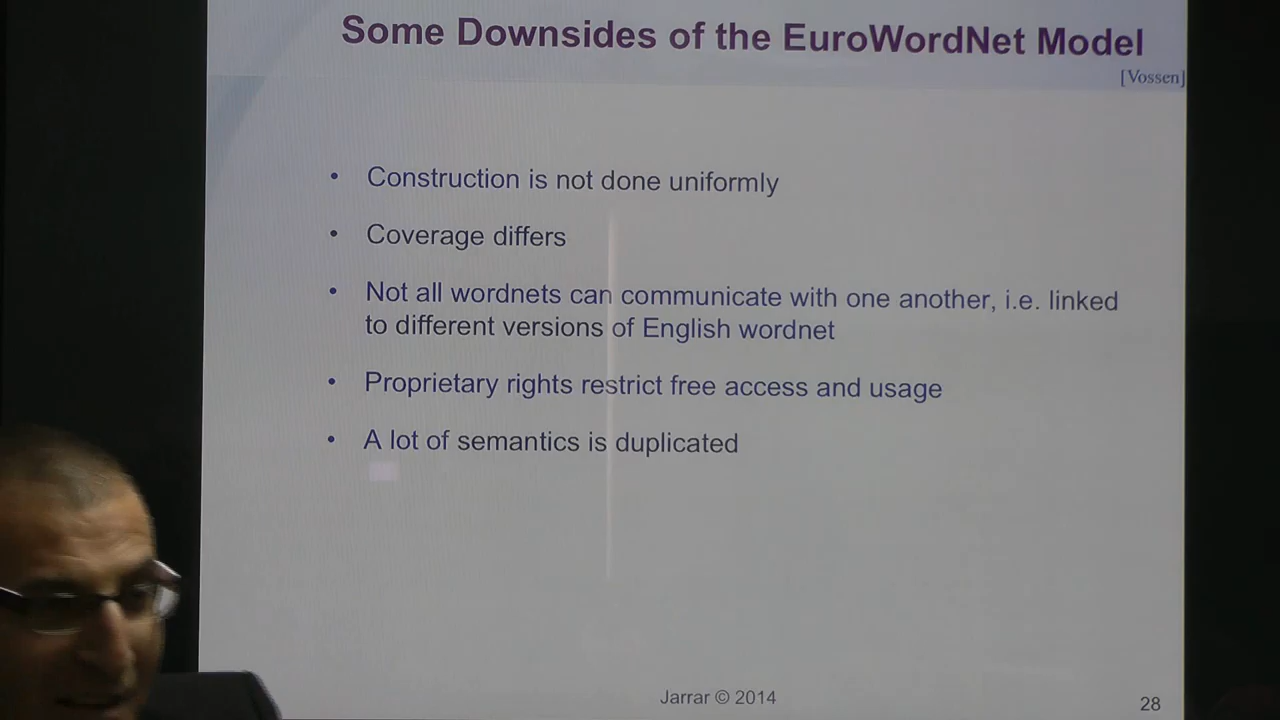 Some Downsides of the EuroWordNet Model
[Vossen]
• Construction is not done uniformly
• Coverage differs
• Not all wordnets can communicate with one another, i.e. linked
to different versions of English wordnet
• Proprietary rights restrict free access and usage
• A lot of semantics is duplicated
Jarrar © 2014
28